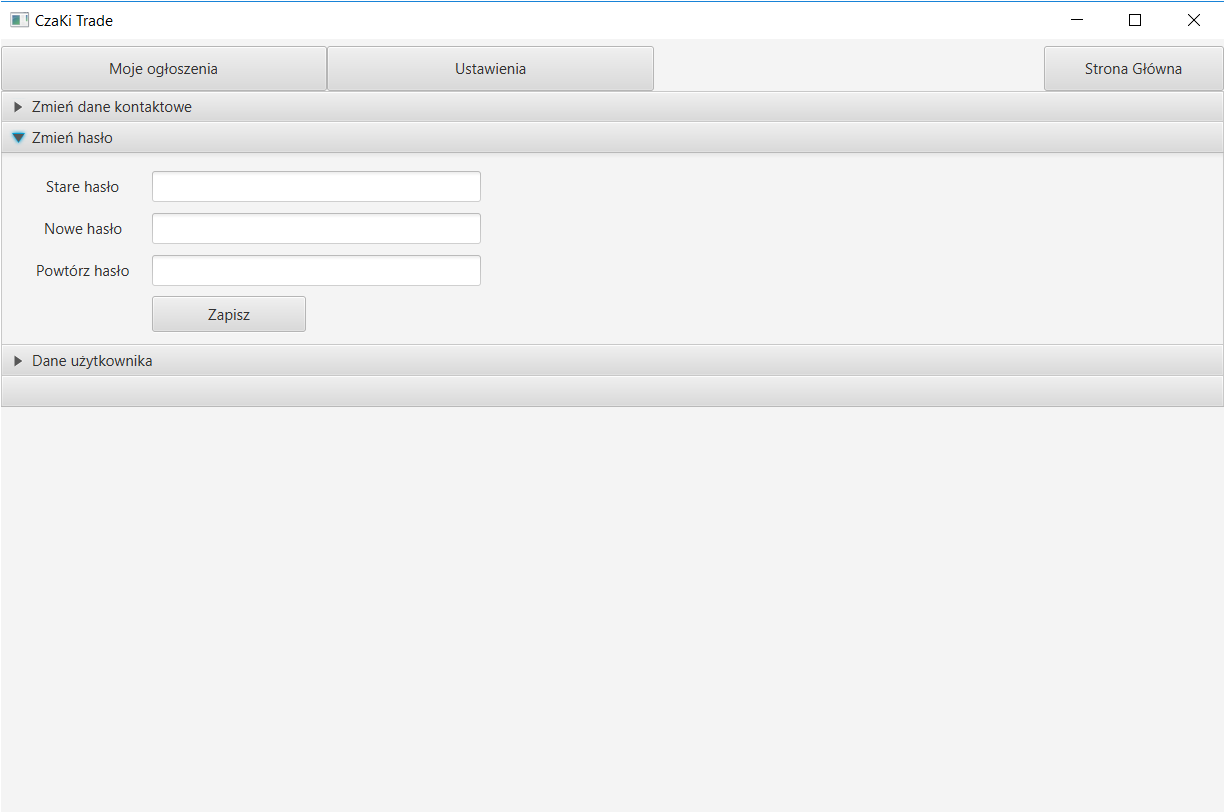 CzaKi Trade
Moje ogłoszenia Ustawienia Strona Główna
Zmień dane kontaktowe
Zmień hasło
Stare hasło
Nowe hasło
Powtórz hasło
Zapisz
Dane użytkownika